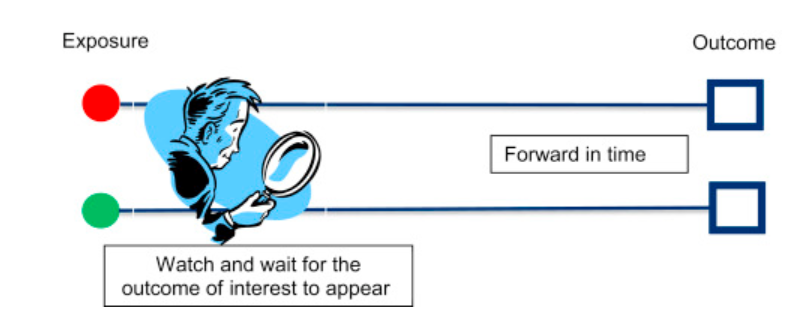 Exposure
Outcome
Forward in time
Watch and wait for the
outcome of interest to appear